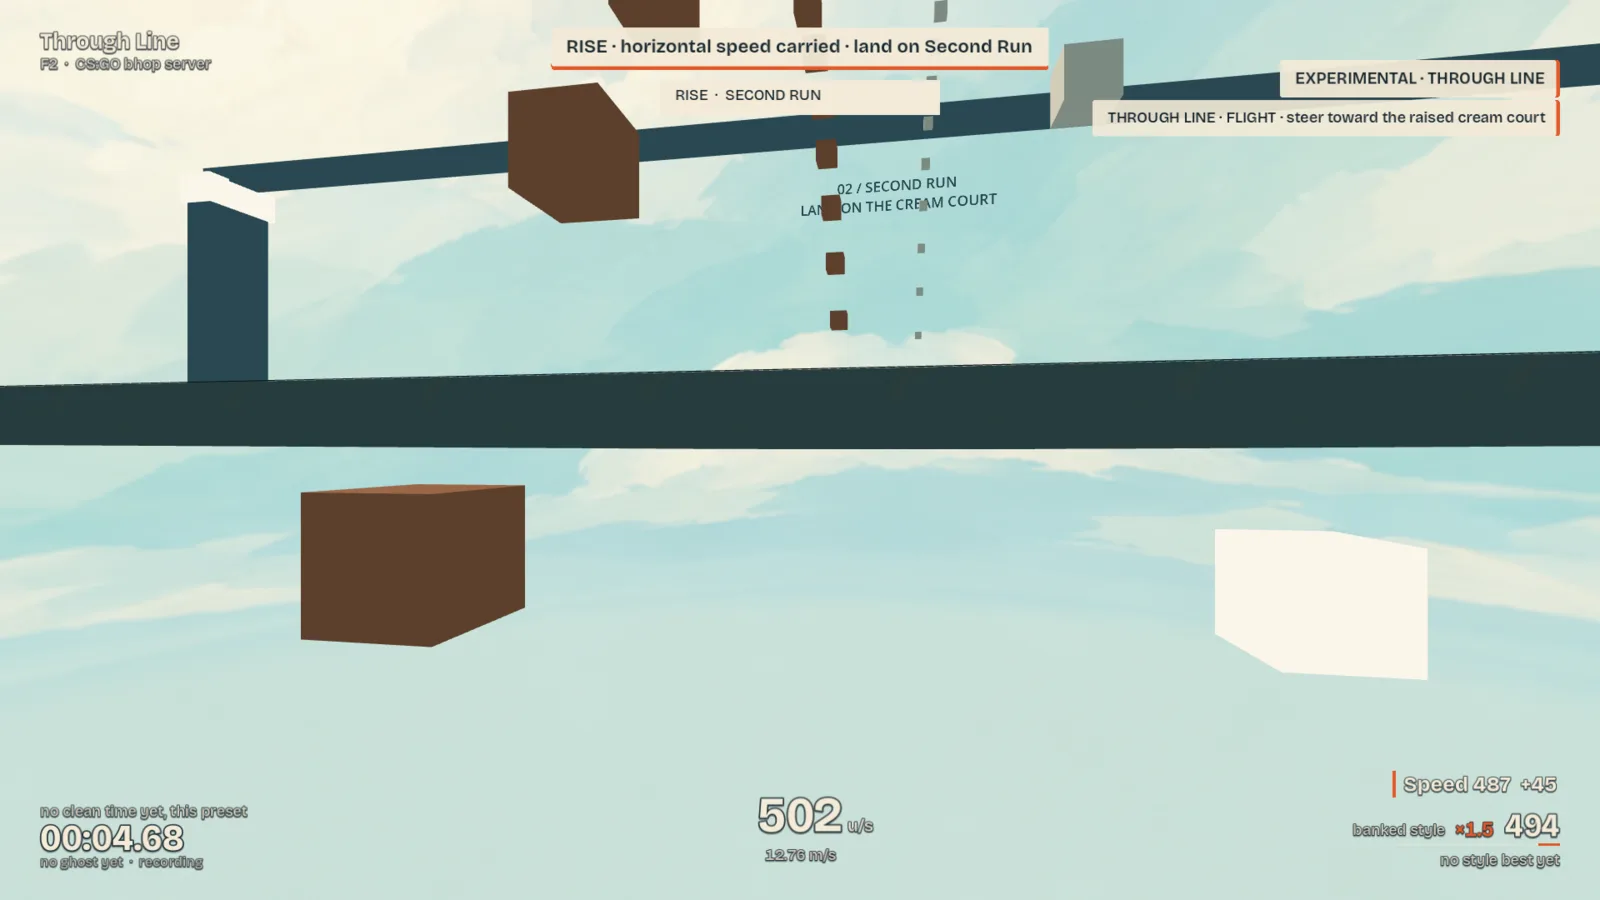 Through Line
F2 · CS:GO bhop server
RISE · horizontal speed carried · land on Second Run
RISE · SECOND RUN
EXPERIMENTAL · THROUGH LINE
THROUGH LINE · FLIGHT · steer toward the raised cream court
02 / SECOND RUN
LAND ON THE CREAM COURT
no clean time yet, this preset
00:04.68
no ghost yet · recording
502 u/s
12.76 m/s
Speed 487 +45
banked style ×1.5 494
no style best yet